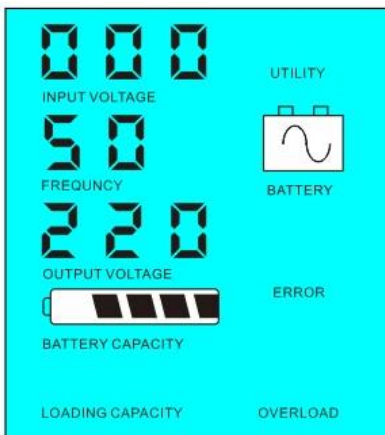 000
UTILITY
INPUT VOLTAGE
50
FREQUNCY
BATTERY
220
OUTPUT VOLTAGE
ERROR
BATTERY CAPACITY
LOADING CAPACITY
OVERLOAD